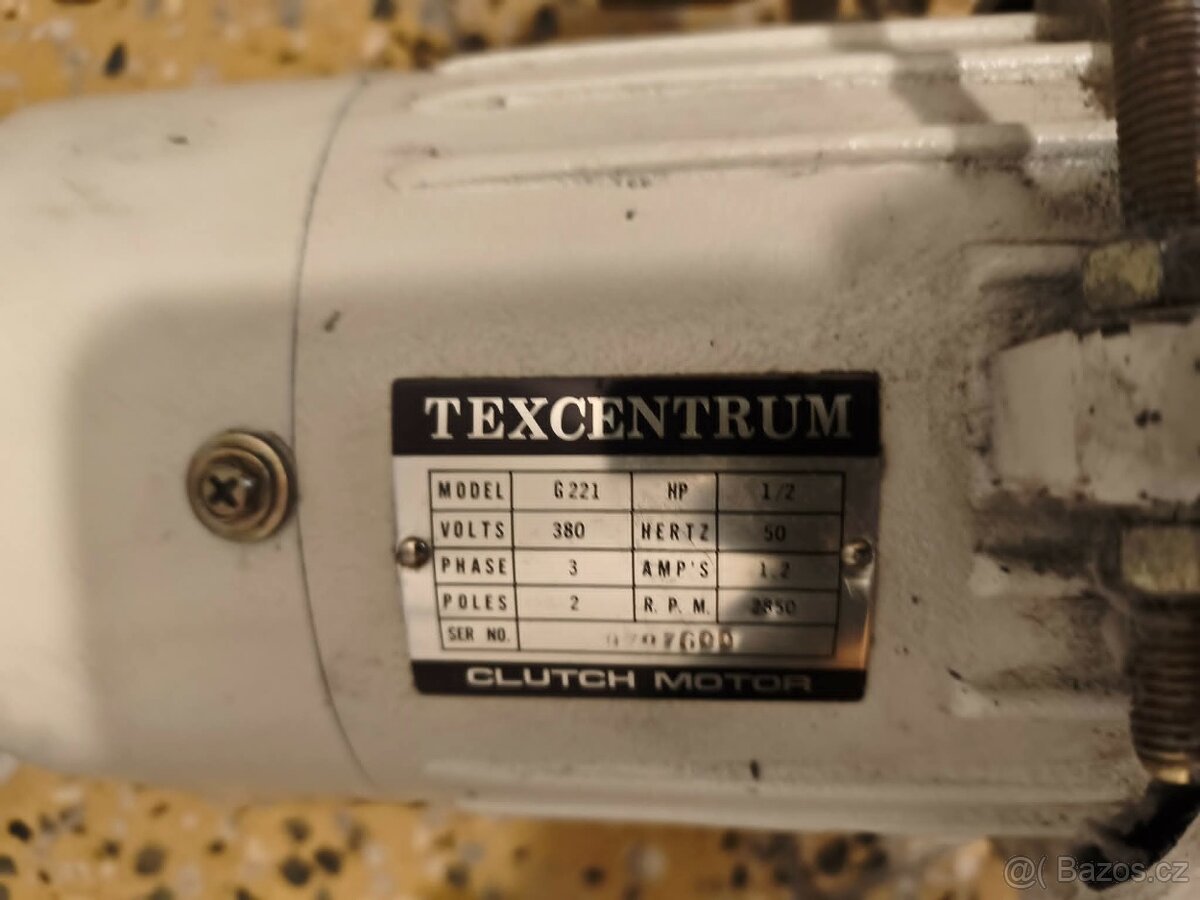 TEXCENTRUM
MODEL G221 HP 1/2
VOLTS 380 HERTZ 50
PHASE 3 AMP'S 1.2
POLES 2 R.P.M. 2850
SER NO.
CLUTCH MOTOR
@( Bazos.cz